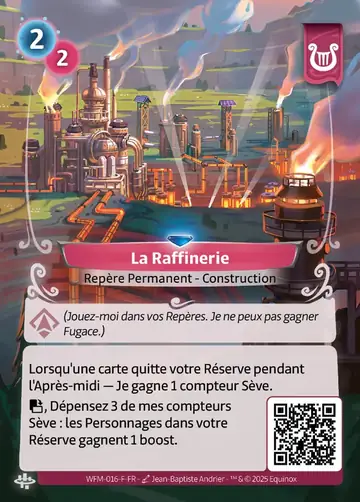 2
2
La Raffinerie
Repère Permanent - Construction
(Jouez-moi dans vos Repères. Je ne peux pas gagner
Fugace.)
Lorsqu'une carte quitte votre Réserve pendant
l'Après-midi — Je gagne 1 compteur Sève.
, Dépensez 3 de mes compteurs
Sève : les Personnages dans votre
Réserve gagnent 1 boost.
WFM-016-F-FR - Jean-Baptiste Andrier - ™ & © 2025 Equinox